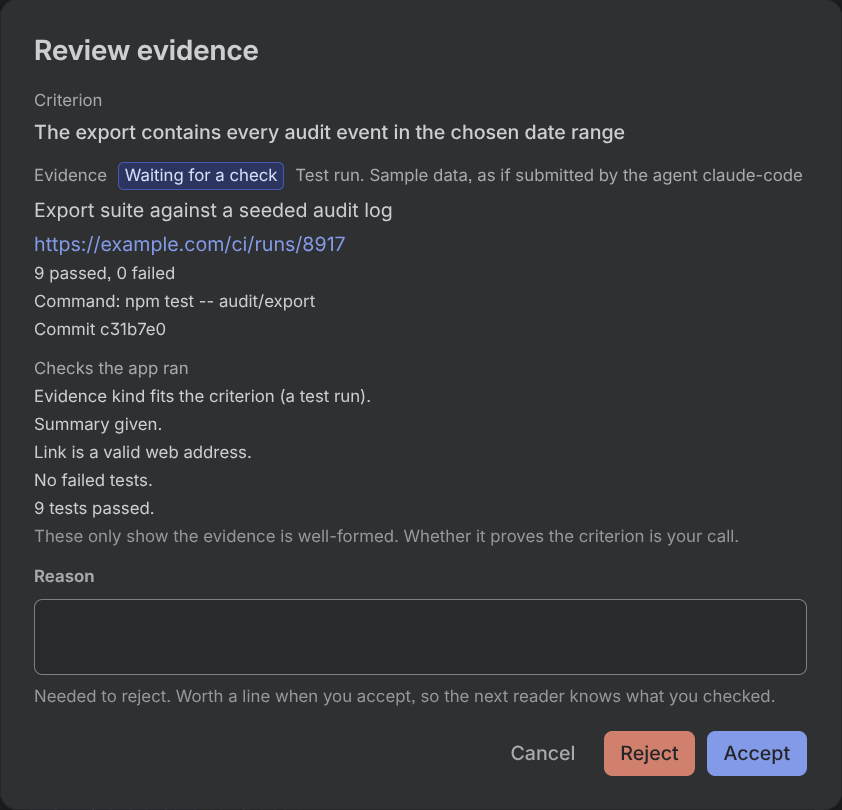 Review evidence
Criterion
The export contains every audit event in the chosen date range
Evidence Waiting for a check Test run. Sample data, as if submitted by the agent claude-code
Export suite against a seeded audit log
https://example.com/ci/runs/8917
9 passed, 0 failed
Command: npm test -- audit/export
Commit c31b7e0
Checks the app ran
Evidence kind fits the criterion (a test run).
Summary given.
Link is a valid web address.
No failed tests.
9 tests passed.
These only show the evidence is well-formed. Whether it proves the criterion is your call.
Reason
Needed to reject. Worth a line when you accept, so the next reader knows what you checked.
Cancel Reject Accept